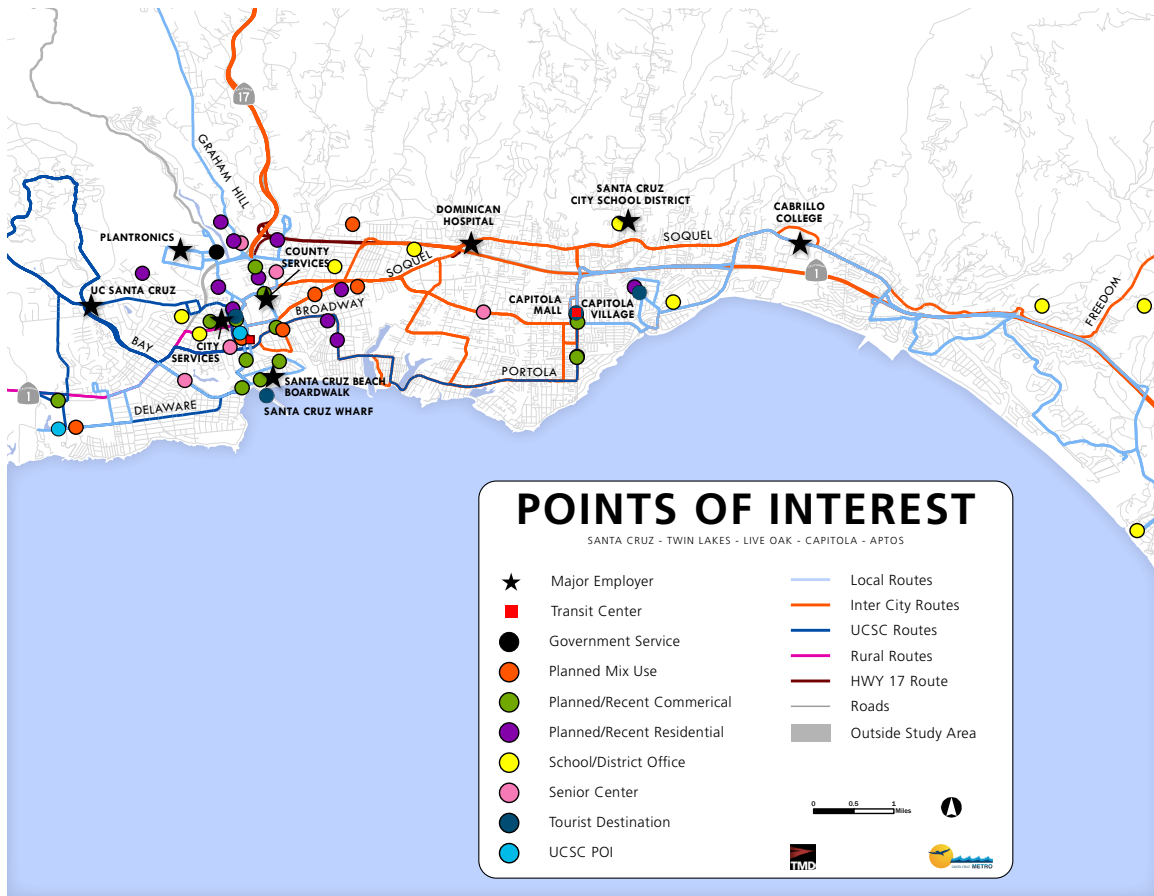 17
GRAHAM HILL
SANTA CRUZ
CITY SCHOOL DISTRICT
DOMINICAN
HOSPITAL
CABRILLO
COLLEGE
PLANTRONICS
SOQUEL
COUNTY
SERVICES
SOQUEL
1
UC SANTA CRUZ
BROADWAY
CAPITOLA
MALL
CAPITOLA
VILLAGE
FREEDOM
BAY
CITY
SERVICES
PORTOLA
1
SANTA CRUZ BEACH
BOARDWALK
DELAWARE
SANTA CRUZ WHARF
POINTS OF INTEREST
SANTA CRUZ - TWIN LAKES - LIVE OAK - CAPITOLA - APTOS
Major Employer
Transit Center
Government Service
Planned Mix Use
Planned/Recent Commerical
Planned/Recent Residential
School/District Office
Senior Center
Tourist Destination
UCSC POI
Local Routes
Inter City Routes
UCSC Routes
Rural Routes
HWY 17 Route
Roads
Outside Study Area
0 0.5 1
Miles
TMD
SANTA CRUZ METRO